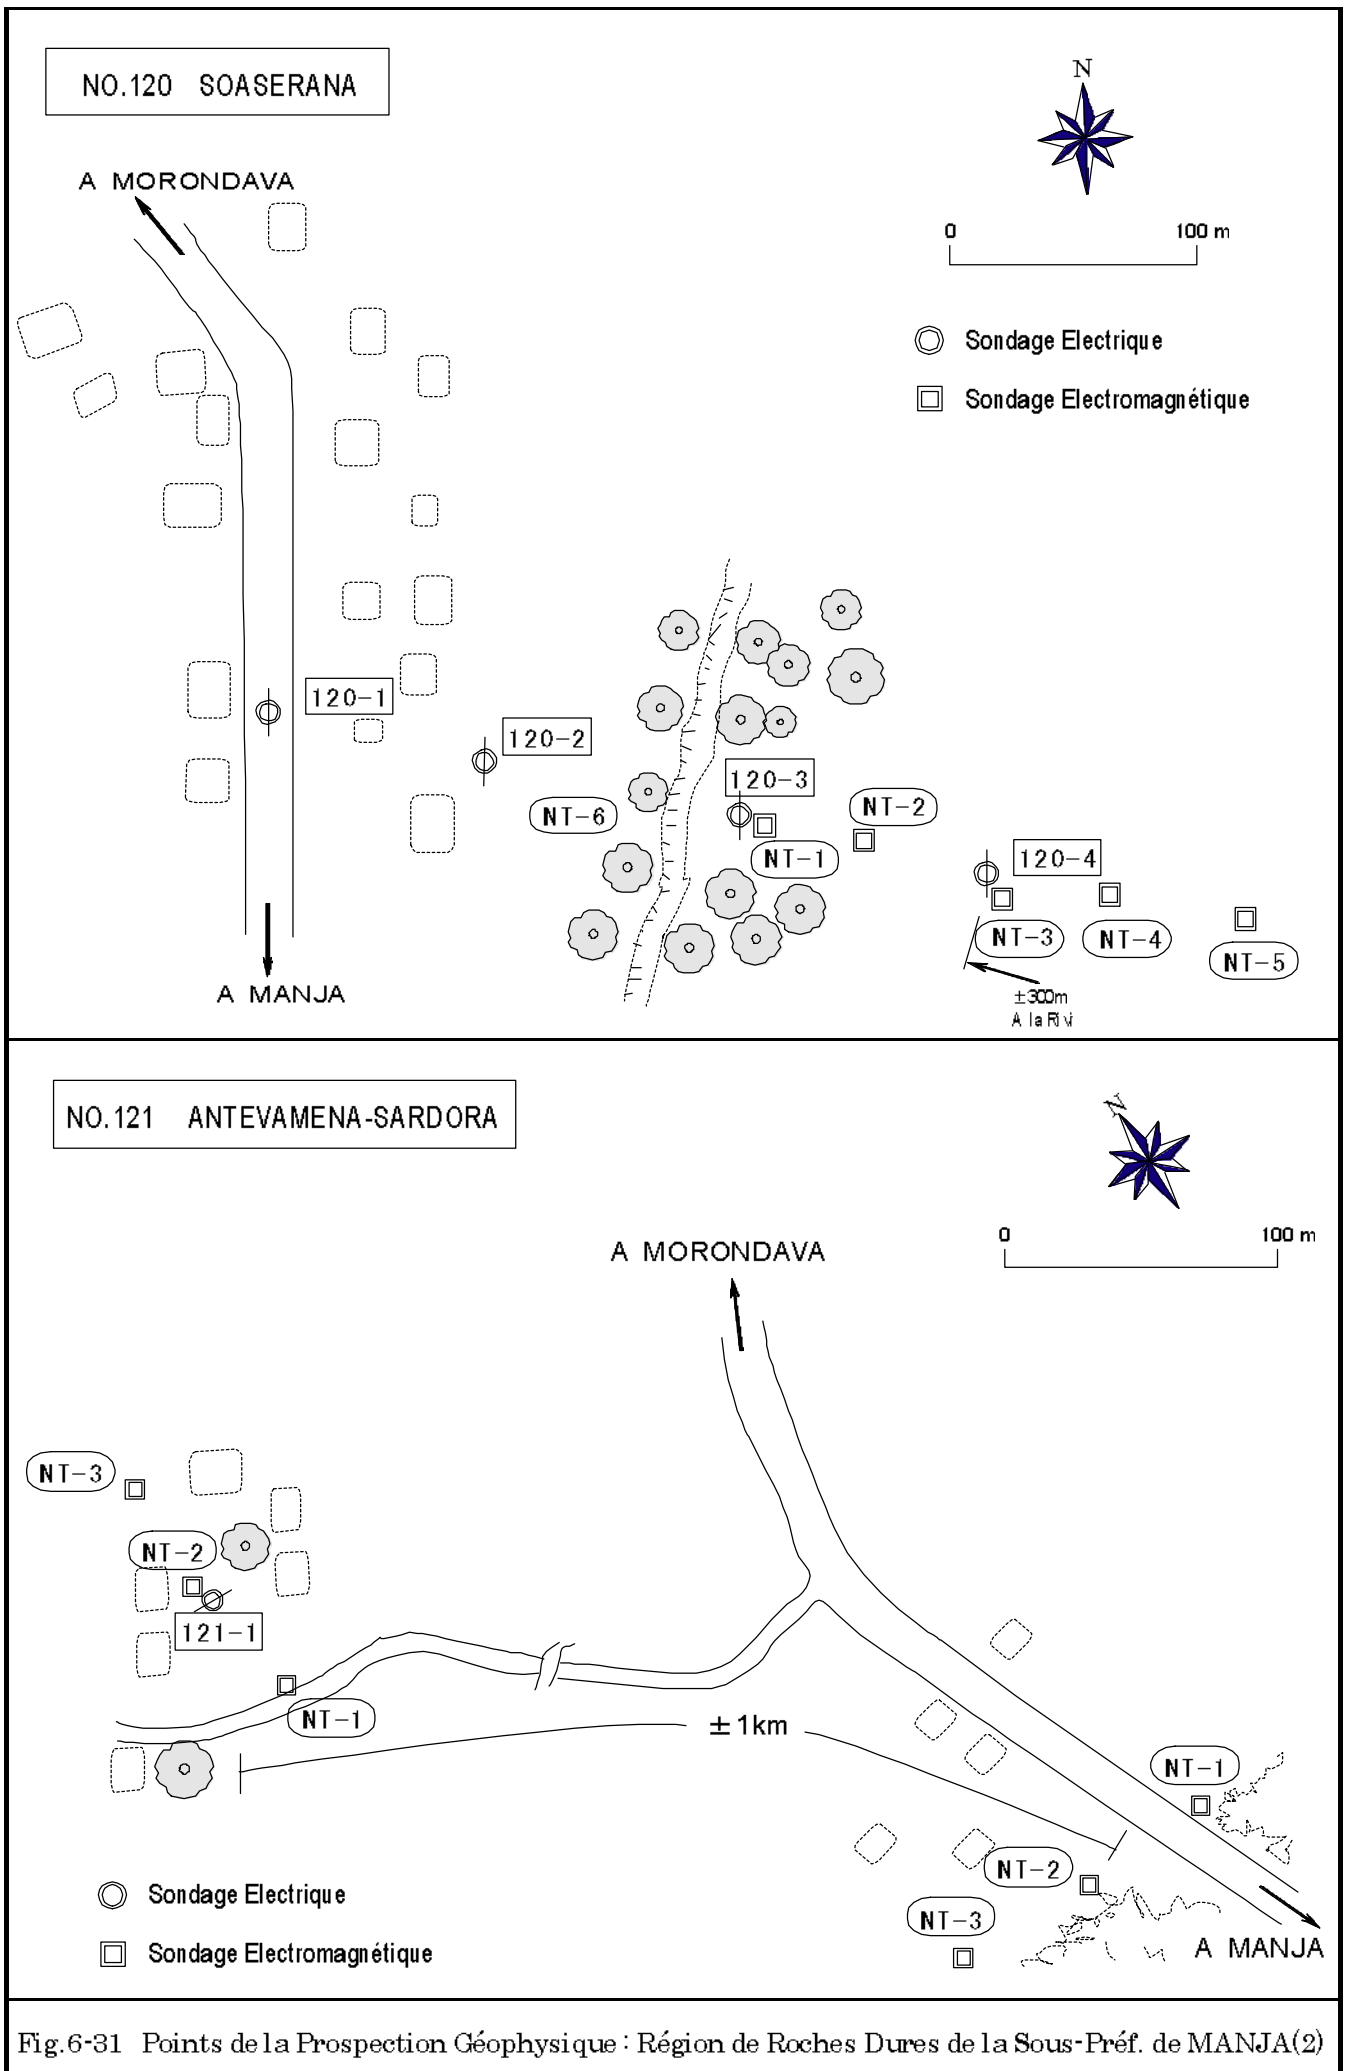 NO.120 SOASERANA
N
A MORONDAVA
0 100 m
Sondage Electrique
Sondage Electromagnétique
120-1
120-2
120-3
NT-6
NT-2
NT-1
120-4
NT-3
NT-4
NT-5
A MANJA
±300m
A la Rivi
NO.121 ANTEVAMENA-SARDORA
N
0 100 m
A MORONDAVA
NT-3
NT-2
121-1
NT-1
±1km
NT-1
NT-2
NT-3
Sondage Electrique
Sondage Electromagnétique
A MANJA
Fig.6-31 Points de la Prospection Géophysique : Région de Roches Dures de la Sous-Préf. de MANJA(2)